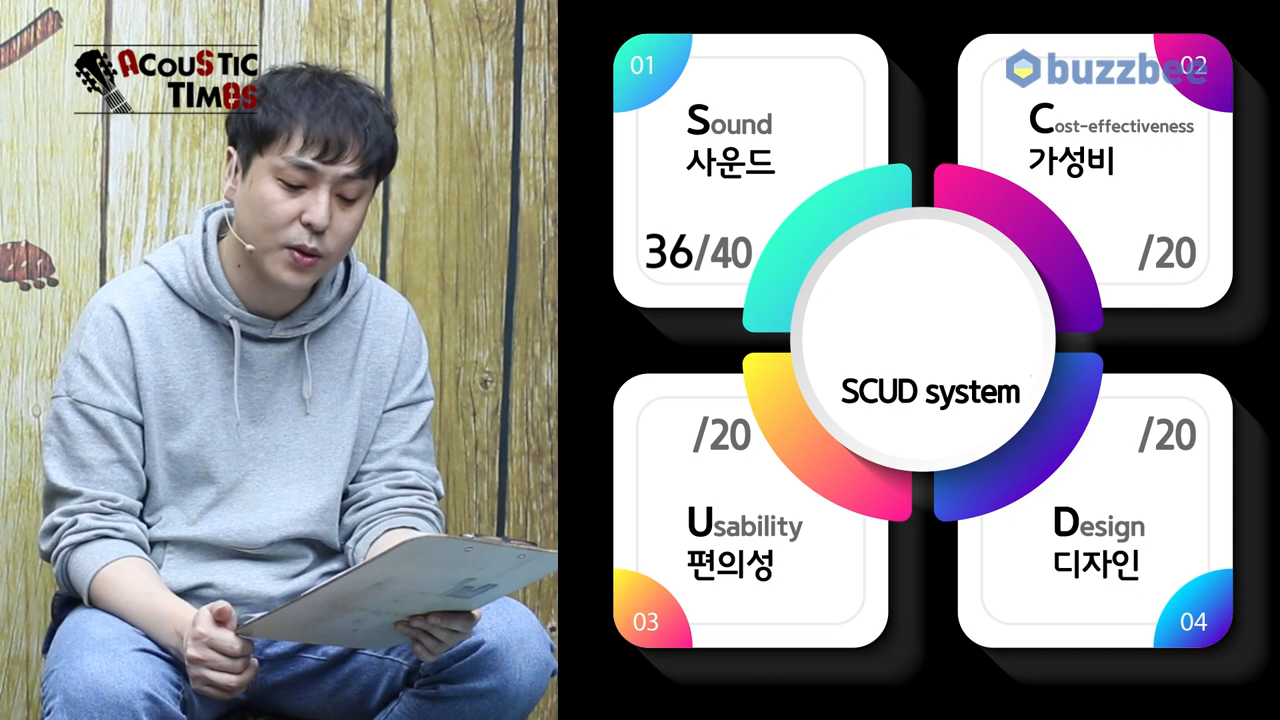 ACOUSTIC
TIMES
01
Sound
사운드
36/40
buzzbee
02
Cost-effectiveness
가성비
/20
SCUD system
/20
Usability
편의성
03
/20
Design
디자인
04